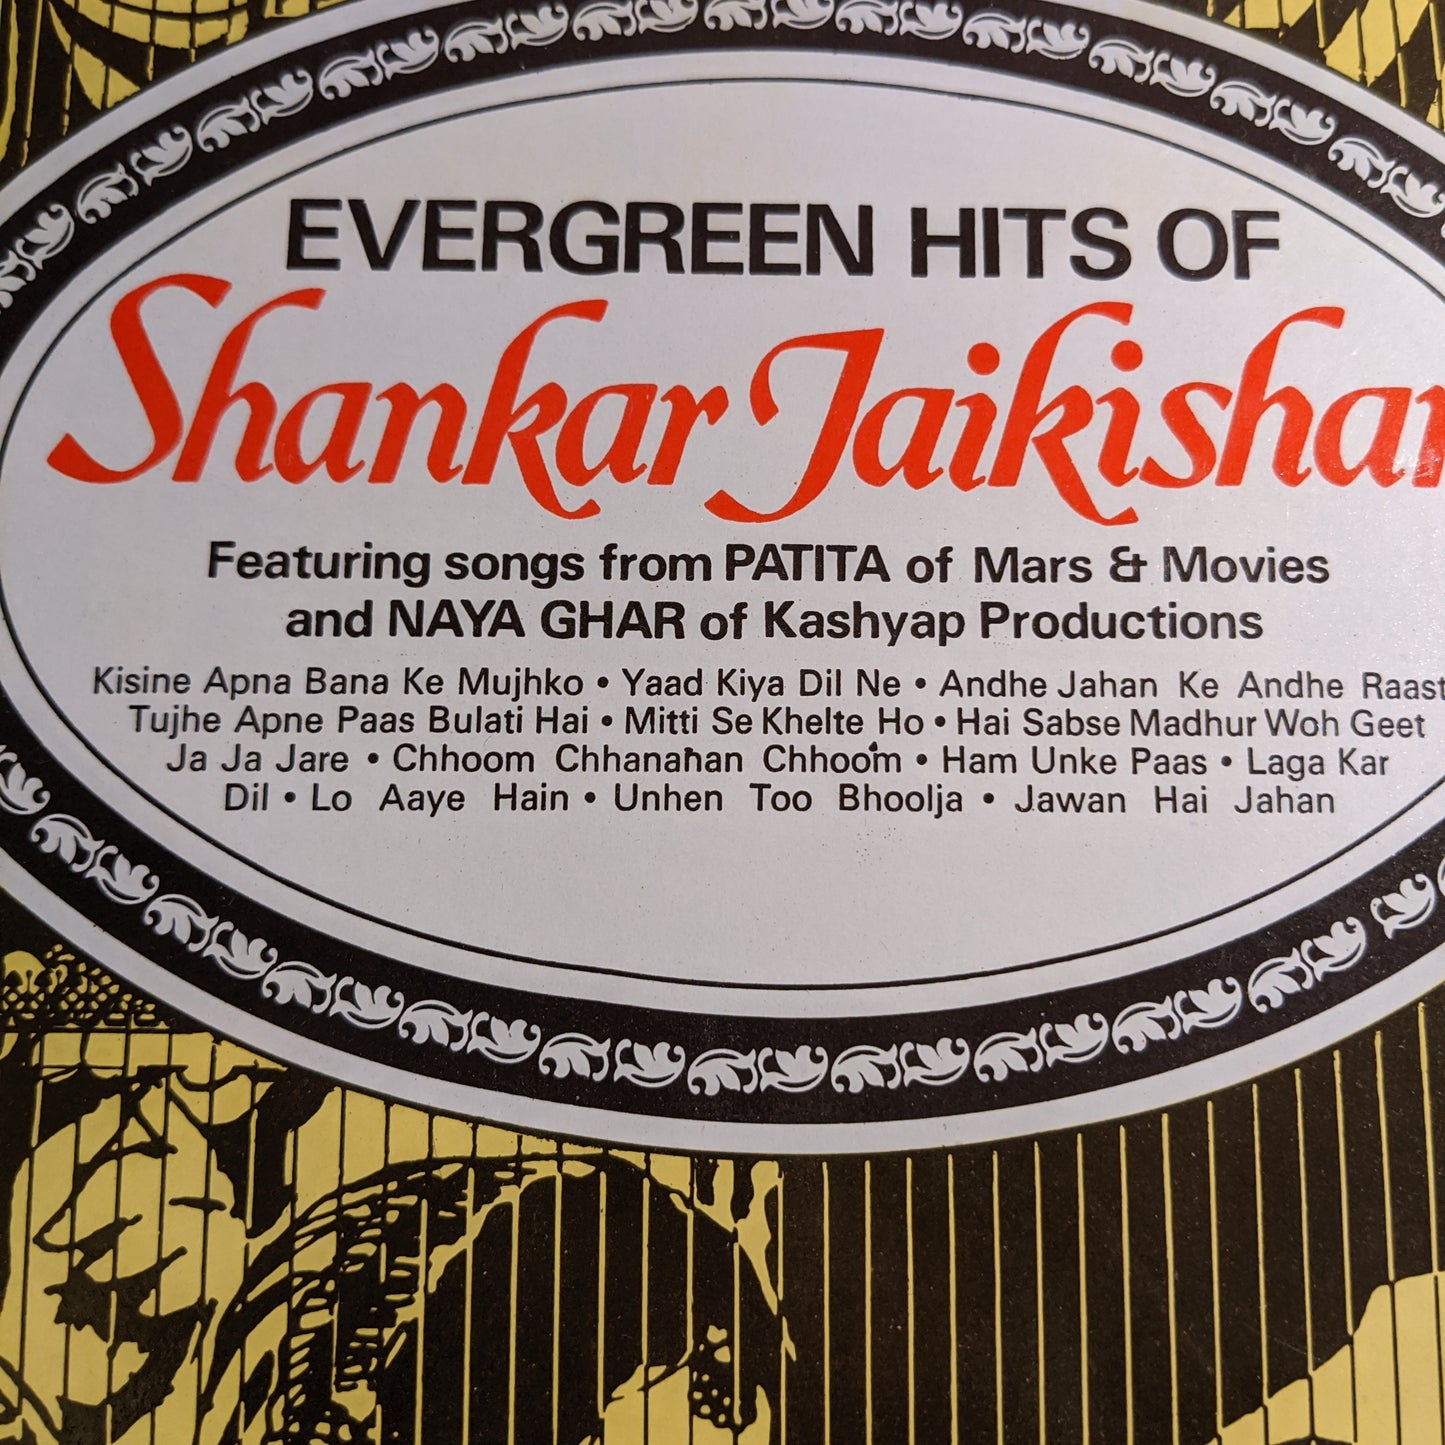 EVERGREEN HITS OF
Shankar Jaikishan
Featuring songs from PATITA of Mars & Movies
and NAYA GHAR of Kashyap Productions
Kisine Apna Bana Ke Mujhko • Yaad Kiya Dil Ne • Andhe Jahan Ke Andhe Raast
Tujhe Apne Paas Bulati Hai • Mitti Se Khelte Ho • Hai Sabse Madhur Woh Geet
Ja Ja Jare • Chhoom Chhanahan Chhoom • Ham Unke Paas • Laga Kar
Dil • Lo Aaye Hain • Unhen Too Bhoolja • Jawan Hai Jahan